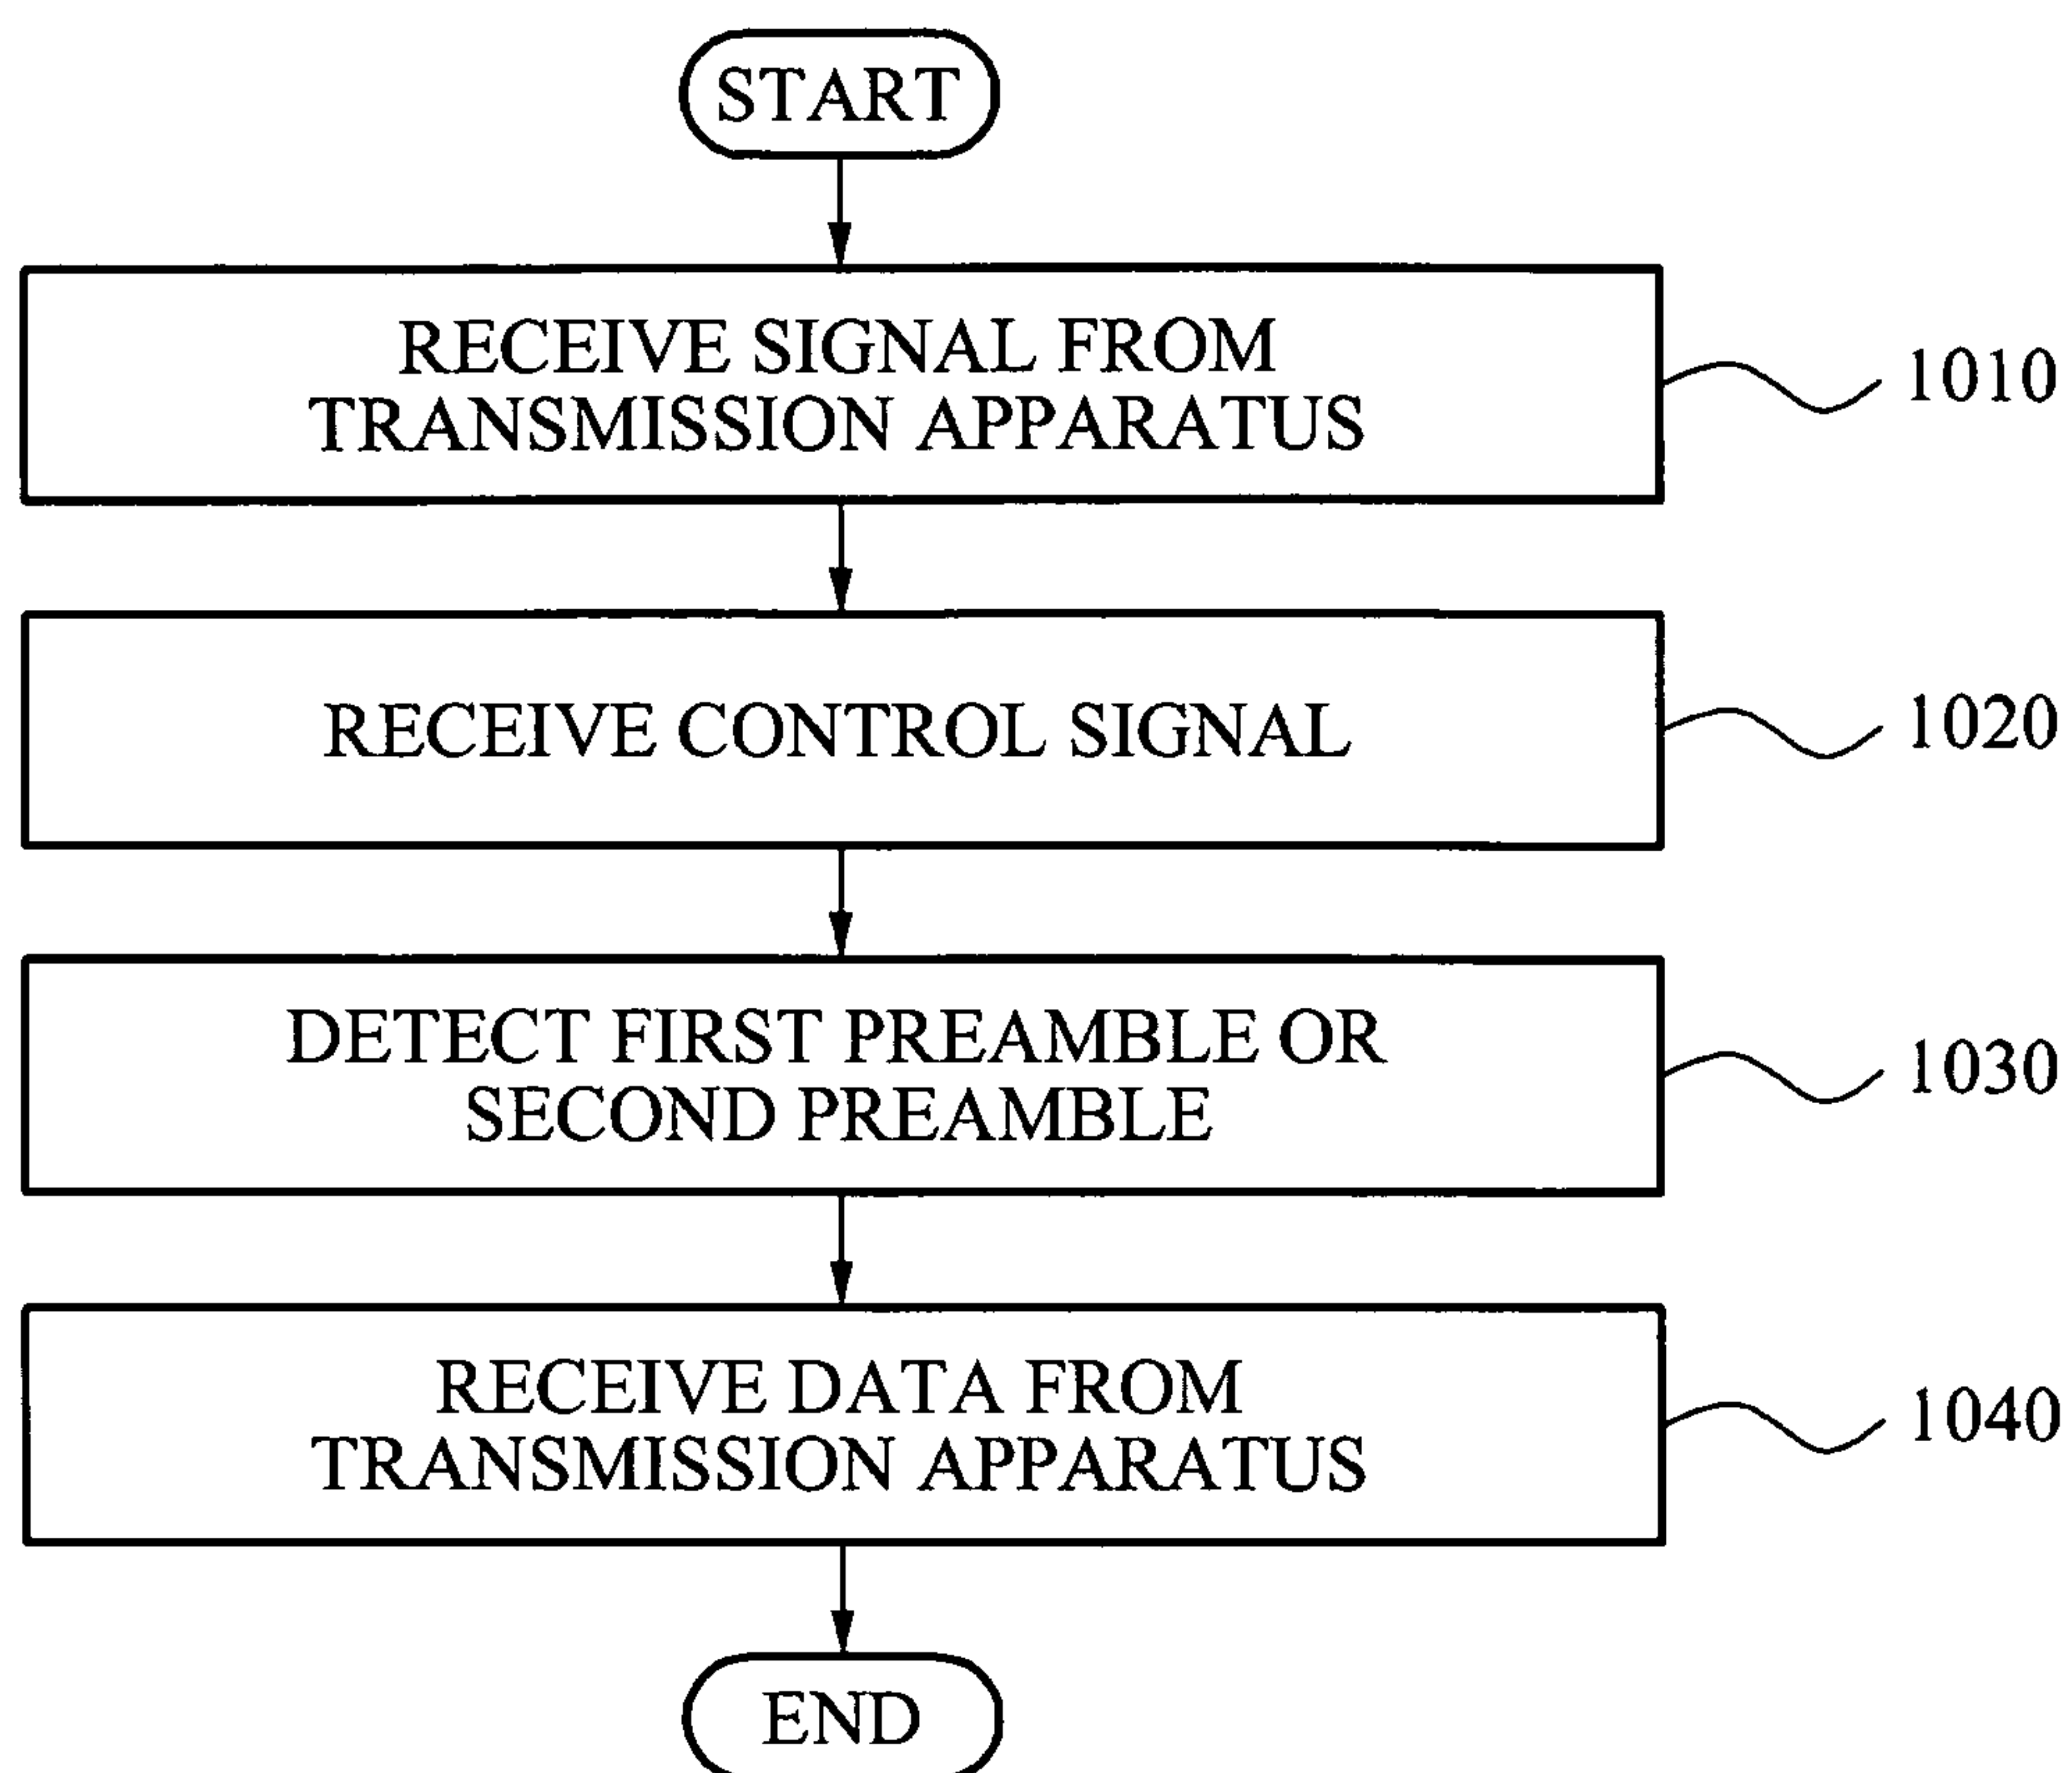 START
RECEIVE SIGNAL FROM
TRANSMISSION APPARATUS
1010
RECEIVE CONTROL SIGNAL
1020
DETECT FIRST PREAMBLE OR
SECOND PREAMBLE
1030
RECEIVE DATA FROM
TRANSMISSION APPARATUS
1040
END